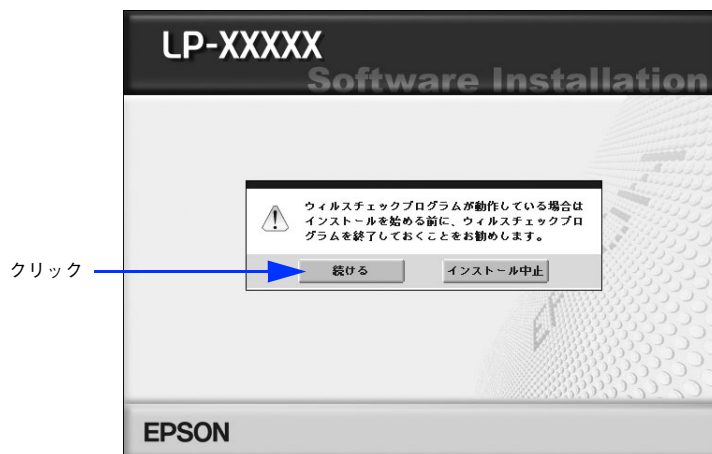 LP-XXXXX
Software Installation
ウィルスチェックプログラムが動作している場合は
インストールを始める前に、ウィルスチェックプロ
グラムを終了しておくことをお勧めします。
クリック
続ける
インストール中止
EPSON